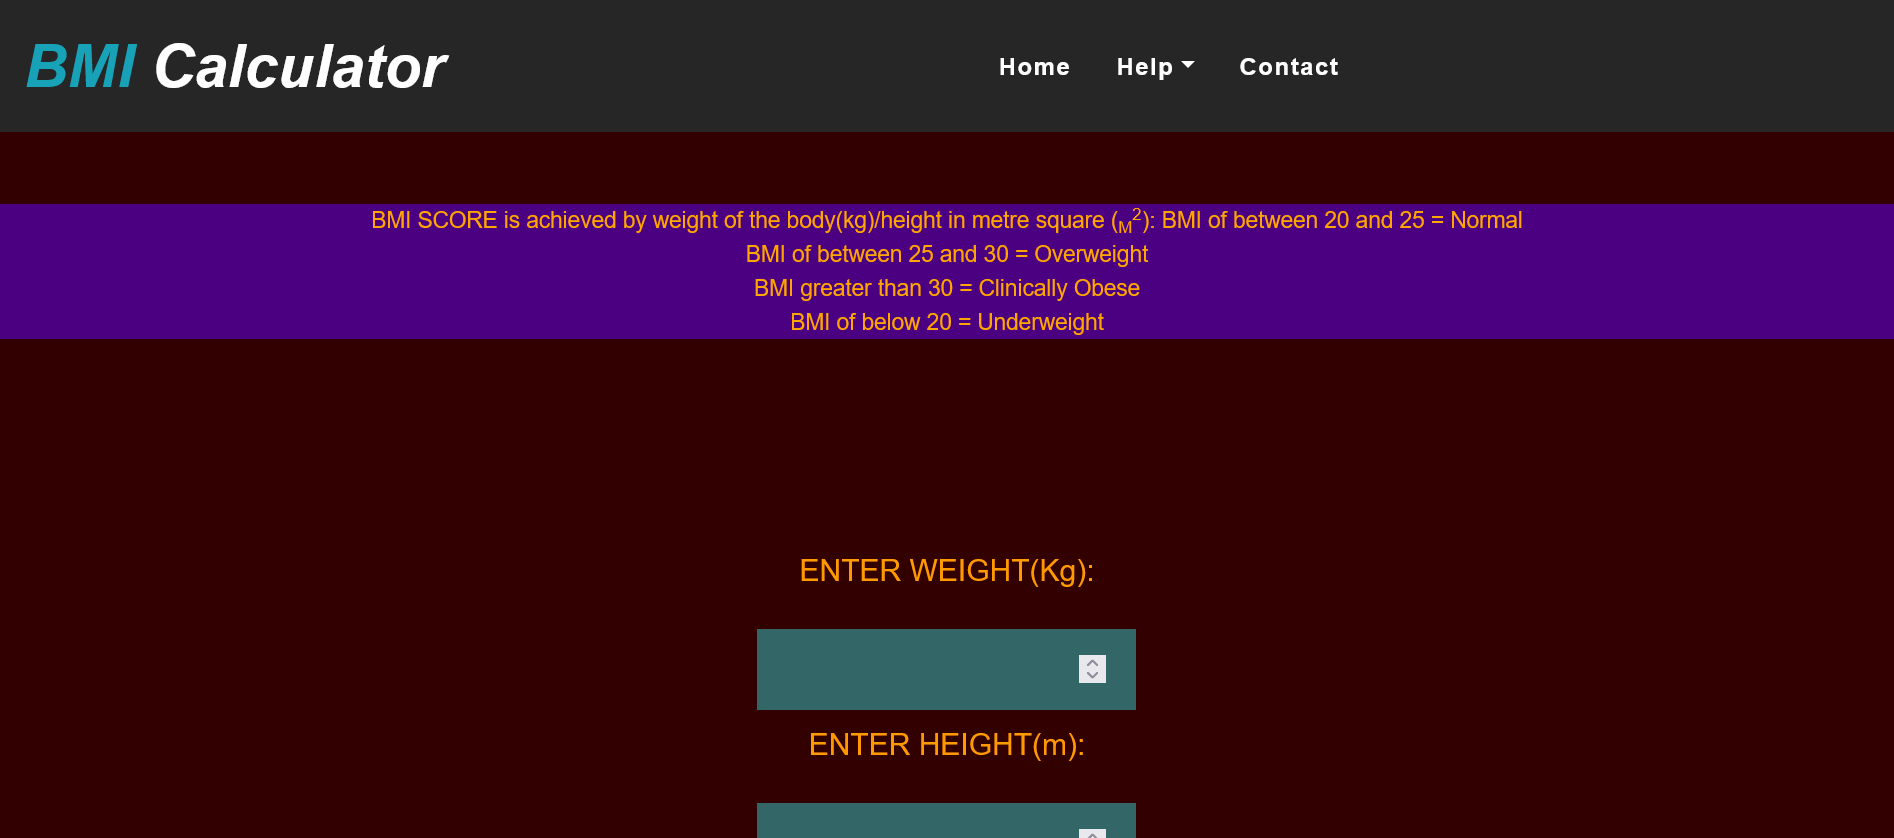 BMI Calculator
Home Help Contact
BMI SCORE is achieved by weight of the body(kg)/height in metre square (M²): BMI of between 20 and 25 = Normal
BMI of between 25 and 30 = Overweight
BMI greater than 30 = Clinically Obese
BMI of below 20 = Underweight
ENTER WEIGHT(Kg):
ENTER HEIGHT(m):